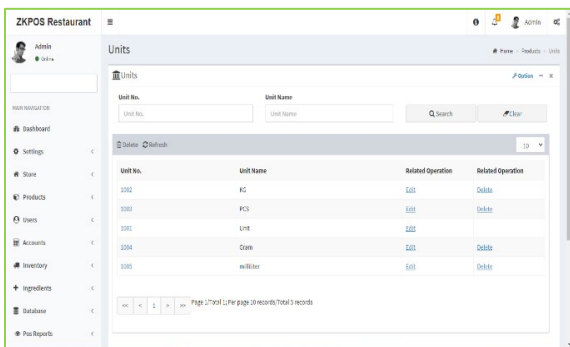 ZKPOS Restaurant
Admin
Admin
Online
Units
Home - Products - Units
MAIN NAVIGATION
Dashboard
Settings
Store
Products
Users
Accounts
Inventory
Ingredients
Database
Pos Reports
Units
Option
Unit No.
Unit Name
Unit No.
Unit Name
Search
Clear
Delete Refresh
10
Unit No. Unit Name Related Operation Related Operation
1002 KG Edit Delete
1003 PCS Edit Delete
1001 Unit Edit
1004 Gram Edit Delete
1005 Edit Delete
<< < 1 > >> Page 1/Total 1; Per page 10 records/Total 5 records